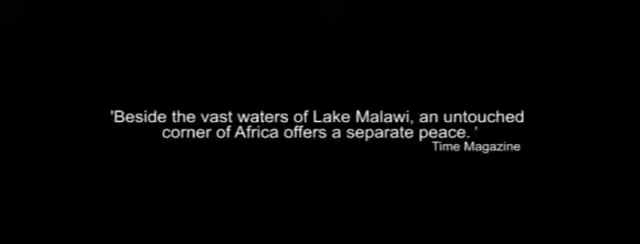 'Beside the vast waters of Lake Malawi, an untouched
corner of Africa offers a separate peace. '
Time Magazine